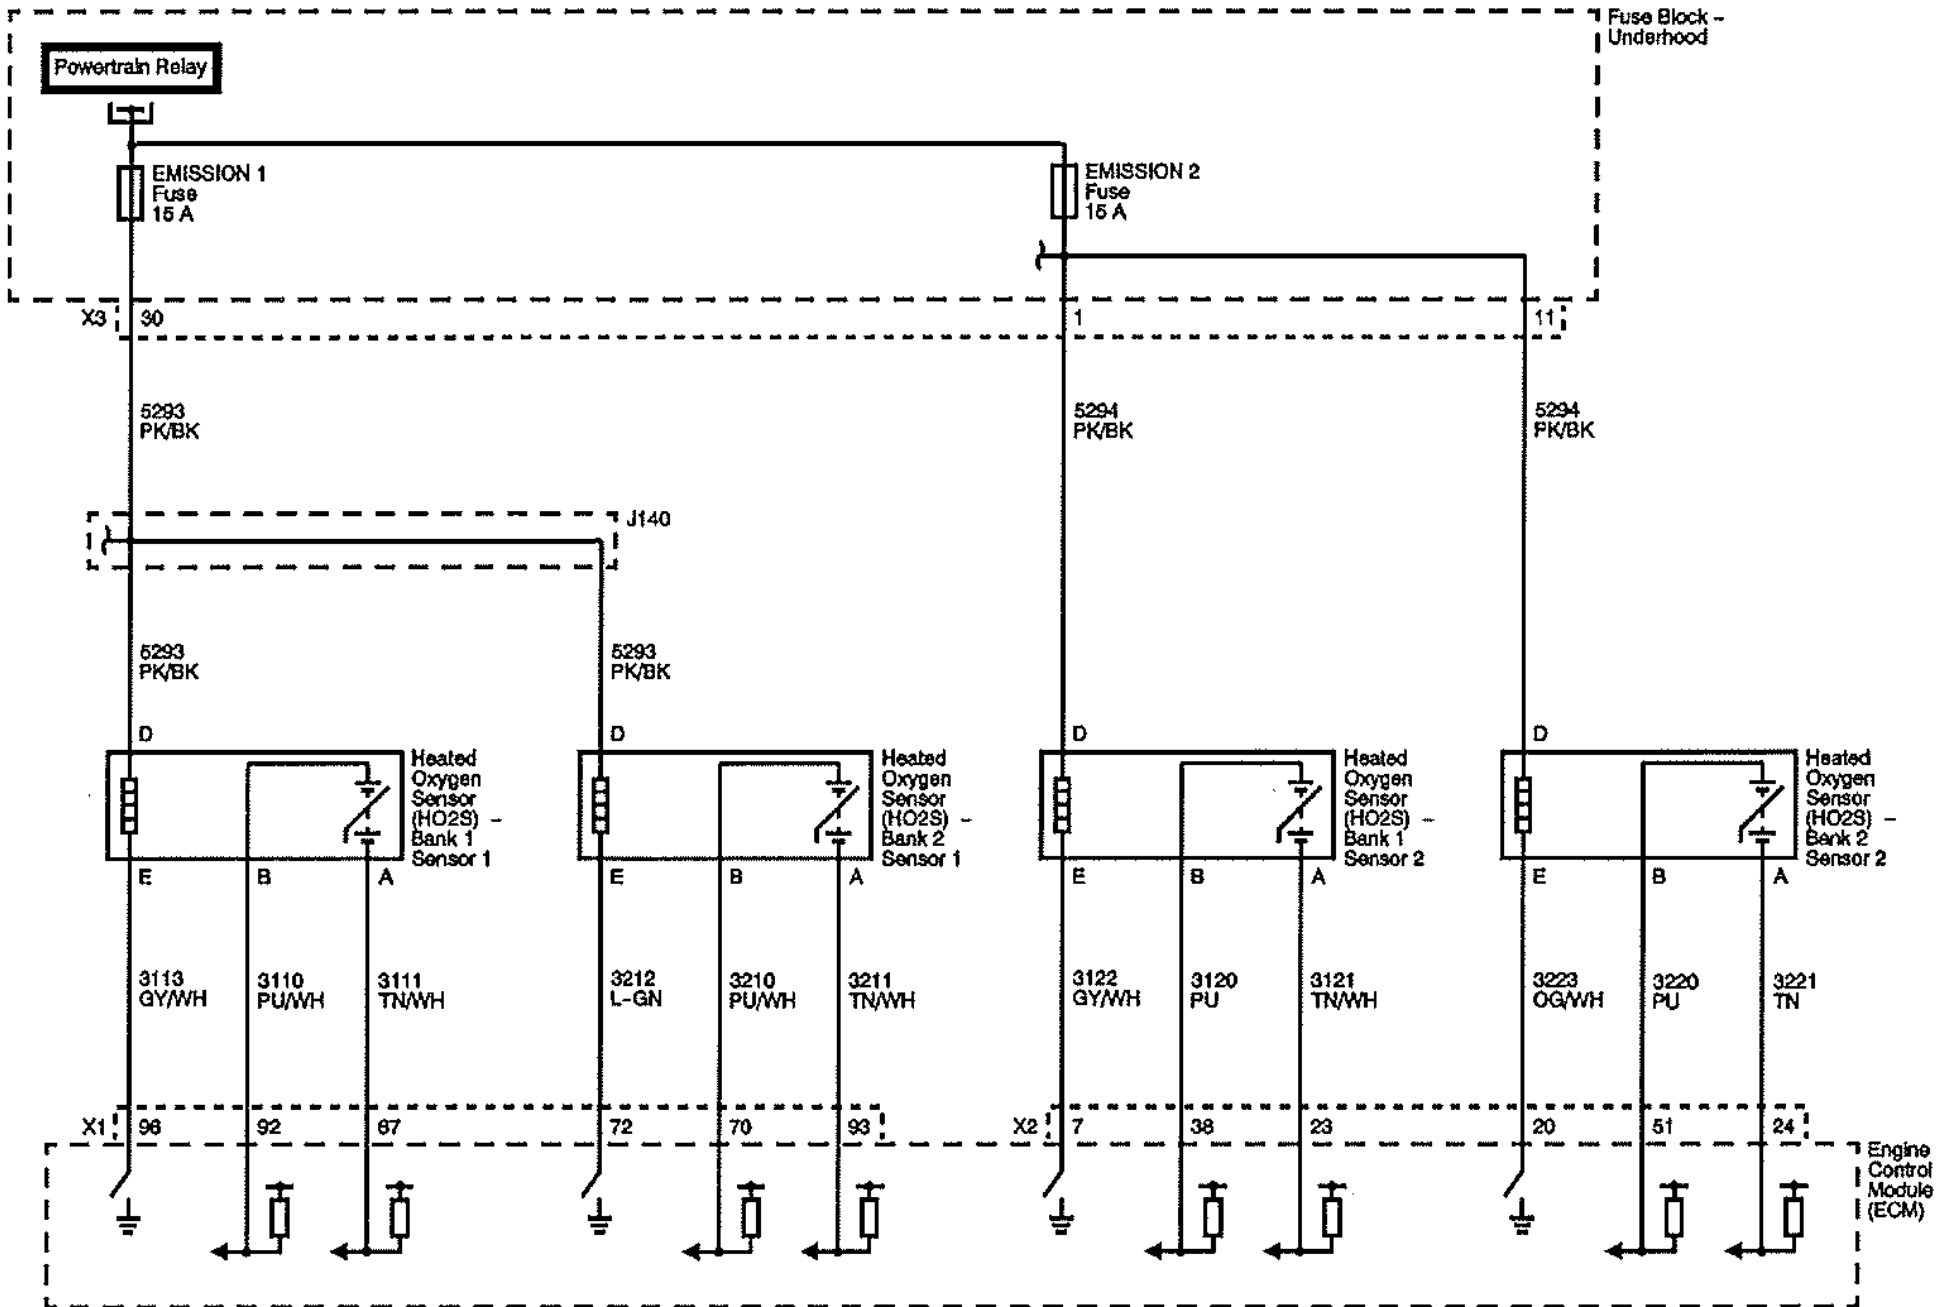 Fuse Block –
Underhood
Powertrain Relay
EMISSION 1
Fuse
15 A
EMISSION 2
Fuse
15 A
X3
30
1
11
5293
PK/BK
5294
PK/BK
5294
PK/BK
J140
5293
PK/BK
5293
PK/BK
D
D
D
D
Heated
Oxygen
Sensor
(HO2S) –
Bank 1
Sensor 1
Heated
Oxygen
Sensor
(HO2S) –
Bank 2
Sensor 1
Heated
Oxygen
Sensor
(HO2S) –
Bank 1
Sensor 2
Heated
Oxygen
Sensor
(HO2S) –
Bank 2
Sensor 2
E
B
A
E
B
A
E
B
A
E
B
A
3113
GY/WH
3110
PU/WH
3111
TN/WH
3212
L-GN
3210
PU/WH
3211
TN/WH
3122
GY/WH
3120
PU
3121
TN/WH
3223
OG/WH
3220
PU
3221
TN
X1
96
92
67
72
70
93
X2
7
38
23
20
51
24
Engine
Control
Module
(ECM)